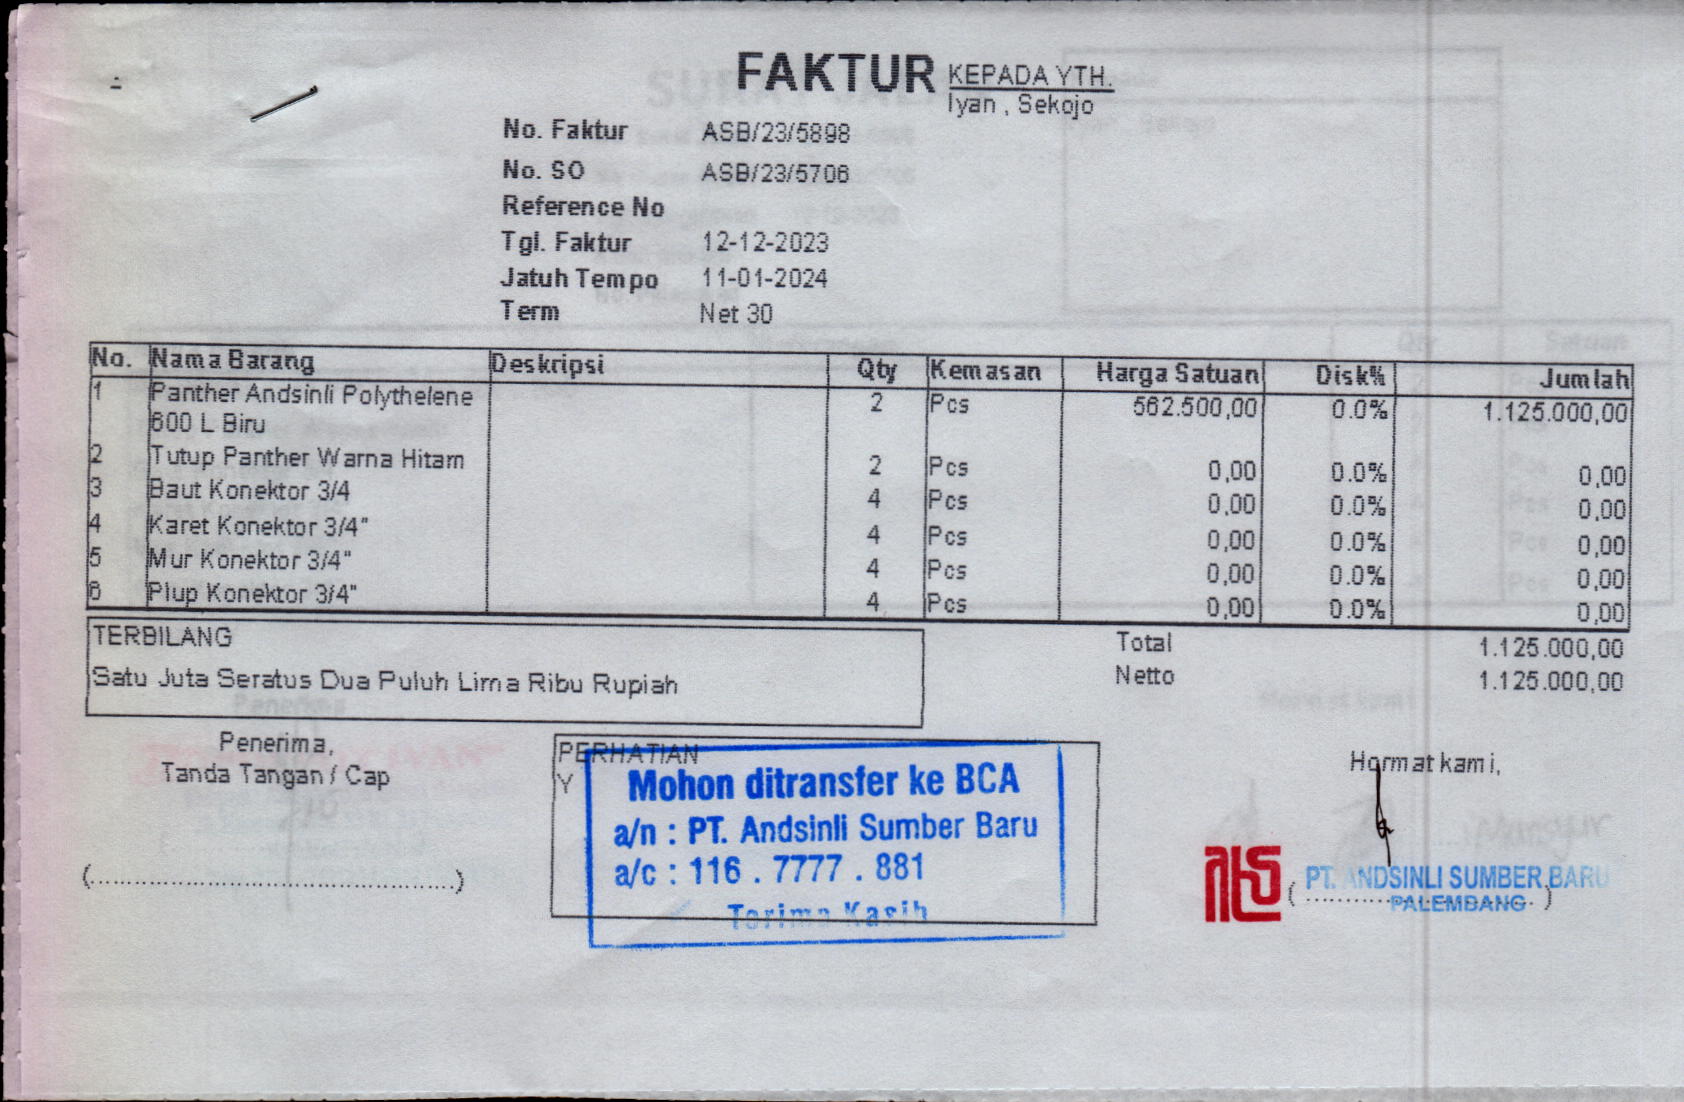 FAKTUR
KEPADA YTH.
Iyan , Sekojo
No. Faktur ASB/23/5898
No. SO ASB/23/5706
Reference No
Tgl. Faktur 12-12-2023
Jatuh Tempo 11-01-2024
Term Net 30
No. Nama Barang Deskripsi Qty Kemasan Harga Satuan Disk% Jumlah
1 Panther Andsinli Polythelene 2 Pcs 562.500,00 0.0% 1.125.000,00
600 L Biru
2 Tutup Panther Warna Hitam 2 Pcs 0,00 0.0% 0,00
3 Baut Konektor 3/4 4 Pcs 0,00 0.0% 0,00
4 Karet Konektor 3/4" 4 Pcs 0,00 0.0% 0,00
5 Mur Konektor 3/4" 4 Pcs 0,00 0.0% 0,00
6 Plup Konektor 3/4" 4 Pcs 0,00 0.0% 0,00
TERBILANG
Satu Juta Seratus Dua Puluh Lima Ribu Rupiah
Total 1.125.000,00
Netto 1.125.000,00
Penerima,
Tanda Tangan / Cap
(............................................)
PERHATIAN
Y
Mohon ditransfer ke BCA
a/n : PT. Andsinli Sumber Baru
a/c : 116 . 7777 . 881
Terima Kasih
Hormat kami,
PT. ANDSINLI SUMBER BARU
PALEMBANG